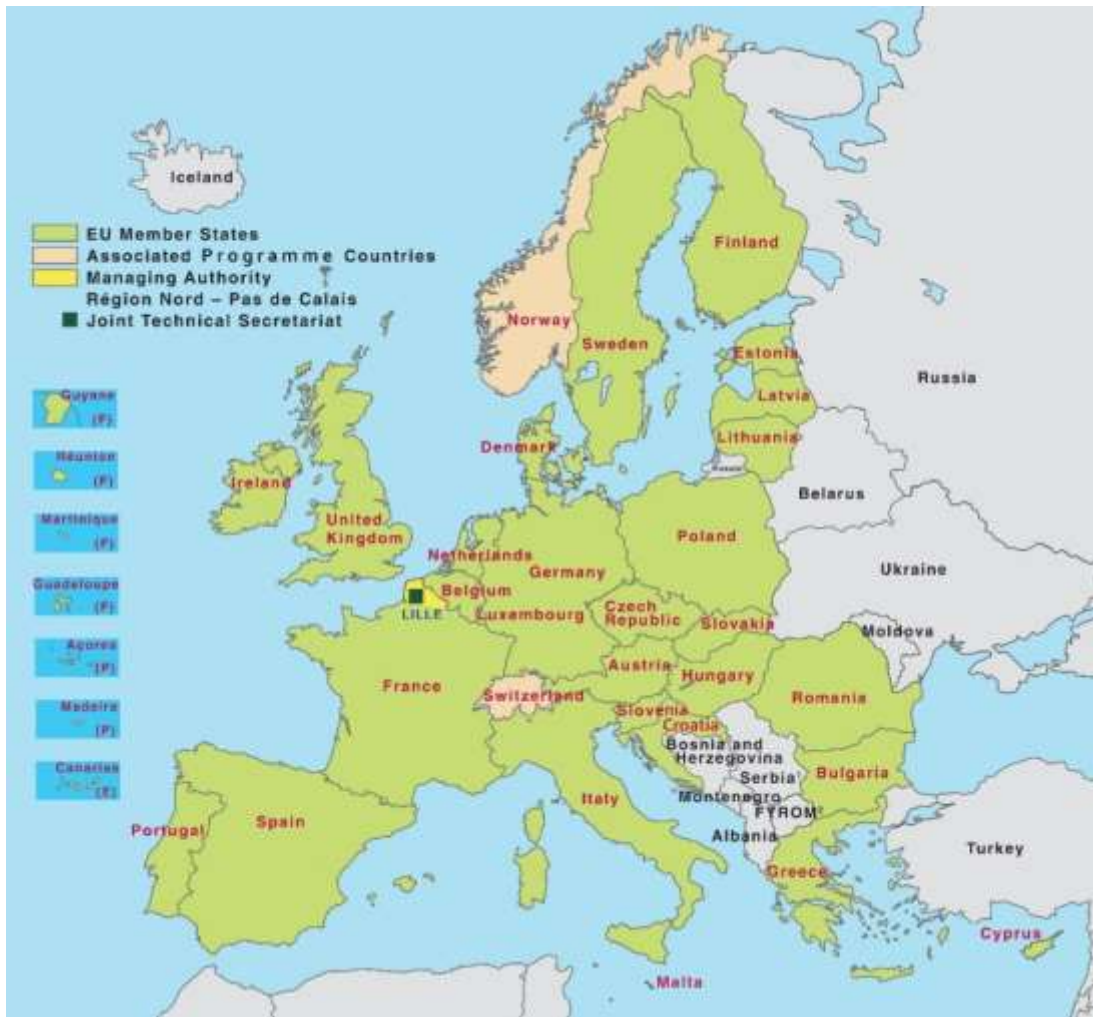 Iceland
EU Member States
Associated Programme Countries
Managing Authority
Région Nord – Pas de Calais
Joint Technical Secretariat
Finland
Norway
Sweden
Estonia
Russia
Latvia
Guyane
(F)
Lithuania
Denmark
Russia
Réunion
(F)
Ireland
Belarus
Martinique
(F)
United
Kingdom
Poland
Netherlands
Germany
Ukraine
Belgium
Guadeloupe
(F)
LILLE
Luxembourg
Czech
Republic
Slovakia
Moldova
Açores
(P)
Austria
Hungary
France
Switzerland
Romania
Madeira
(P)
Slovenia
Croatia
Bosnia and
Herzegovina
Serbia
Bulgaria
Canarias
(E)
Montenegro
Italy
FYROM
Portugal
Spain
Albania
Turkey
Greece
Cyprus
Malta